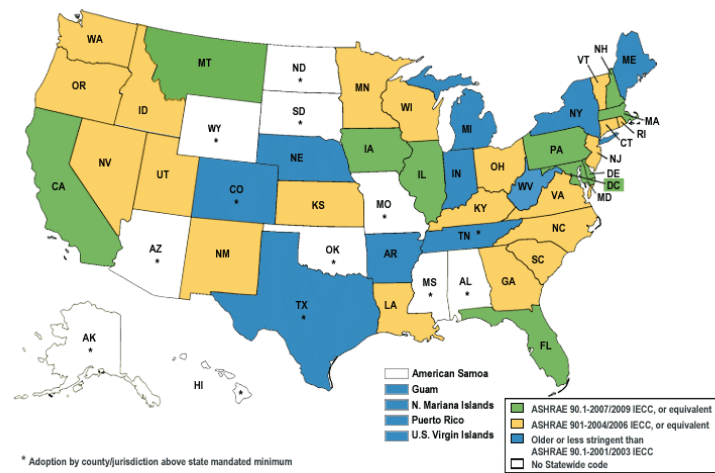 WA
OR
CA
NV
ID
MT
WY
UT
AZ
*
CO
*
NM
ND
*
SD
*
NE
KS
OK
*
TX
*
MN
IA
MO
*
AR
LA
WI
IL
MI
IN
OH
KY
TN *
MS
*
AL
*
GA
FL
SC
NC
VA
WV
PA
NY
VT
NH
ME
MA
RI
CT
NJ
DE
DC
MD
AK
*
HI
*
*
American Samoa
Guam
N. Mariana Islands
Puerto Rico
U.S. Virgin Islands
ASHRAE 90.1-2007/2009 IECC, or equivalent
ASHRAE 901-2004/2006 IECC, or equivalent
Older or less stringent than
ASHRAE 90.1-2001/2003 IECC
No Statewide code
* Adoption by county/jurisdiction above state mandated minimum